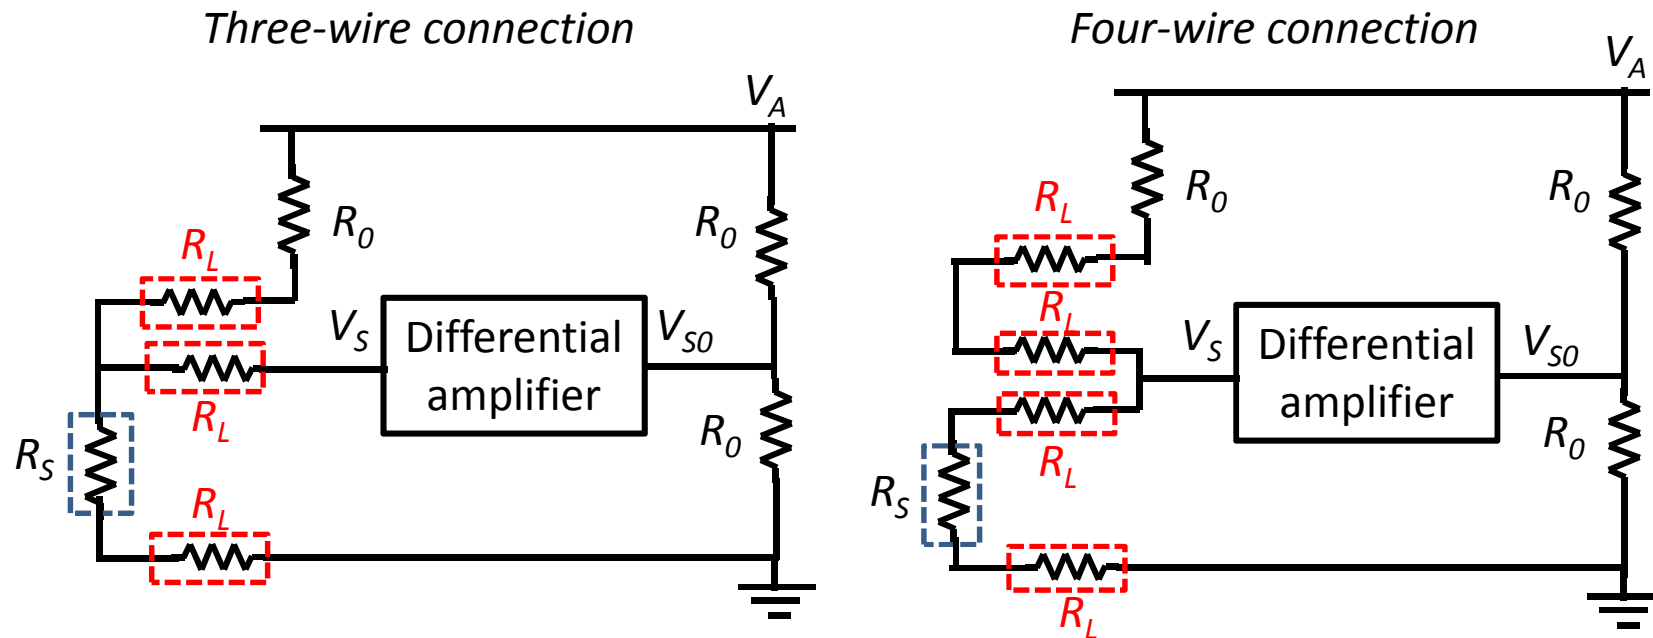 Three-wire connection
V_A
R_0
R_0
R_L
R_L
V_S
Differential
amplifier
V_S0
R_0
R_S
R_L
Four-wire connection
V_A
R_0
R_0
R_L
R_L
V_S
Differential
amplifier
V_S0
R_L
R_0
R_S
R_L